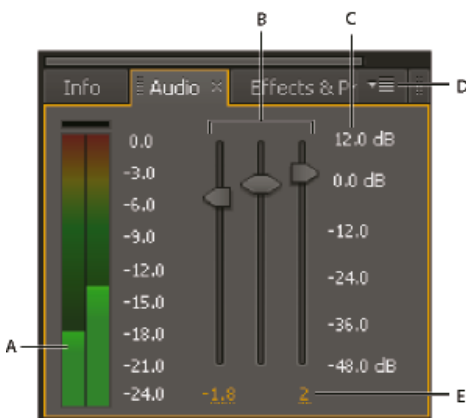 B C
Info Audio × Effects & P D
0.0 12.0 dB
-3.0 0.0 dB
-6.0
-9.0 -12.0
-12.0 -24.0
-15.0
-18.0 -36.0
A
-21.0 -48.0 dB
-24.0 -1.8 2 E